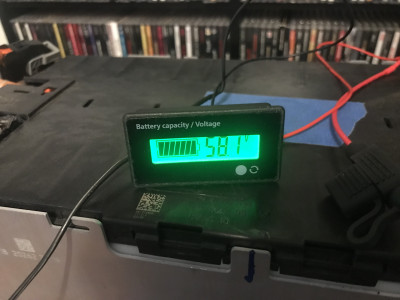 Battery capacity / Voltage
58.1 V